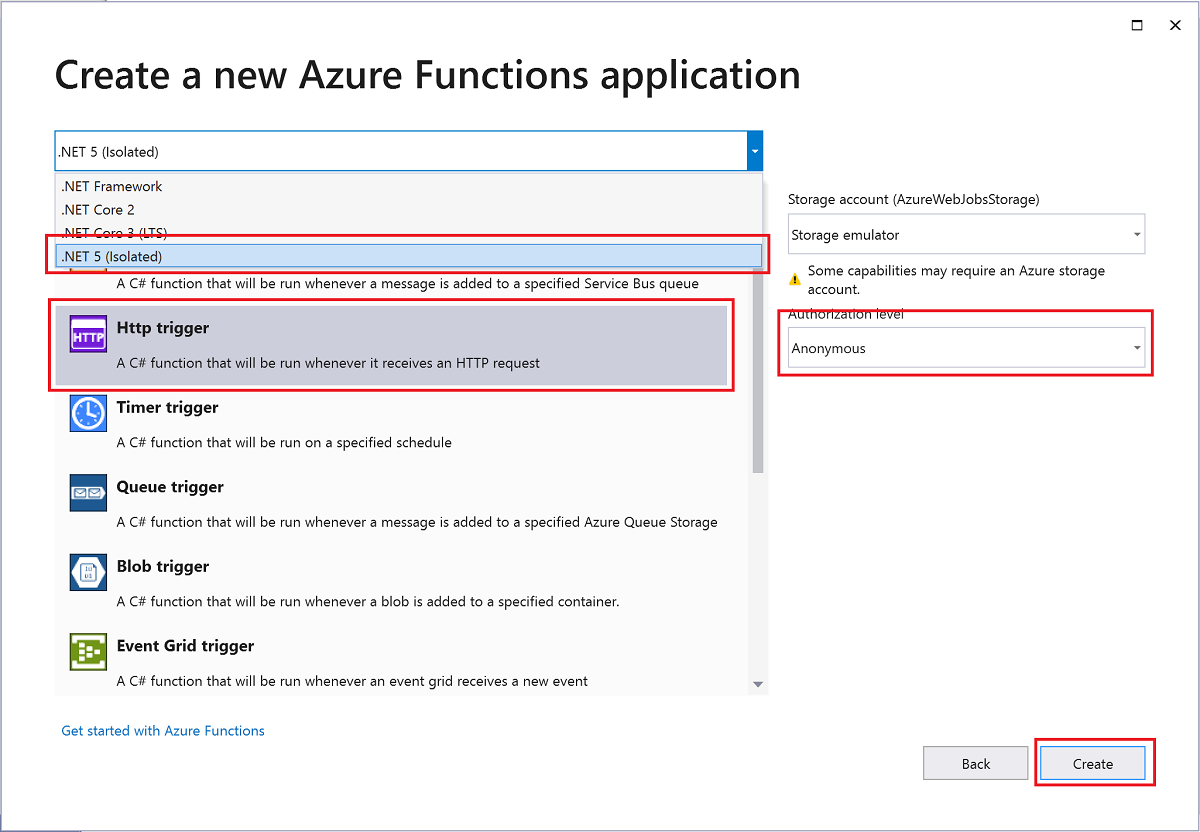 Create a new Azure Functions application
.NET 5 (Isolated)
.NET Framework
.NET Core 2
.NET Core 3 (LTS)
.NET 5 (Isolated)
A C# function that will be run whenever a message is added to a specified Service Bus queue
HTTP
Http trigger
A C# function that will be run whenever it receives an HTTP request
Timer trigger
A C# function that will be run on a specified schedule
Queue trigger
A C# function that will be run whenever a message is added to a specified Azure Queue Storage
Blob trigger
A C# function that will be run whenever a blob is added to a specified container.
Event Grid trigger
A C# function that will be run whenever an event grid receives a new event
Storage account (AzureWebJobsStorage)
Storage emulator
Some capabilities may require an Azure storage
account.
Authorization level
Anonymous
Get started with Azure Functions
Back
Create